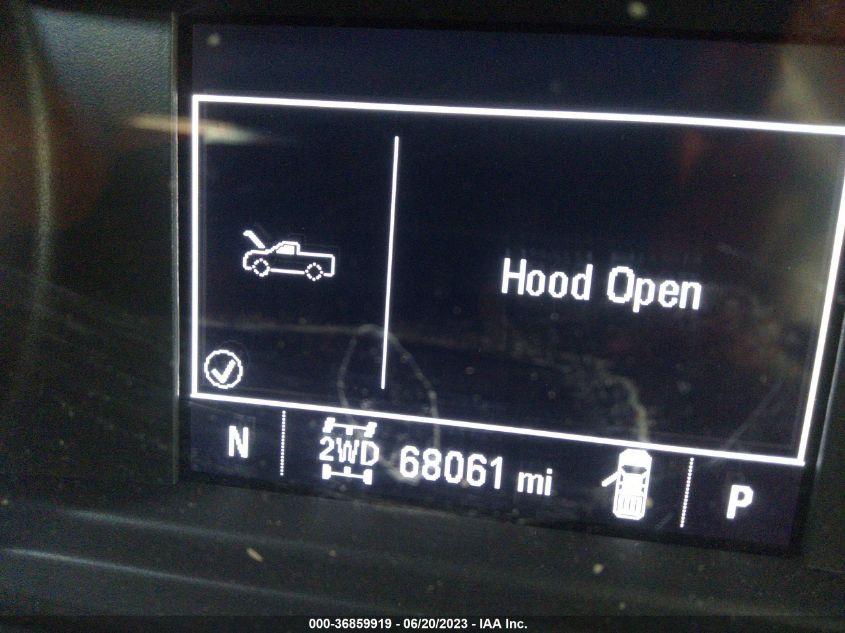 Hood Open
N 2WD 68061 mi P
000-36859919 - 06/20/2023 - IAA Inc.